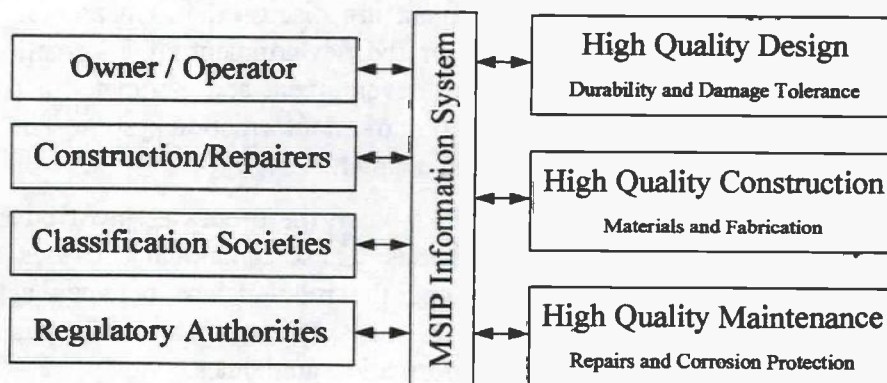 Owner / Operator
Construction/Repairers
Classification Societies
Regulatory Authorities
MSIP Information System
High Quality Design
Durability and Damage Tolerance
High Quality Construction
Materials and Fabrication
High Quality Maintenance
Repairs and Corrosion Protection